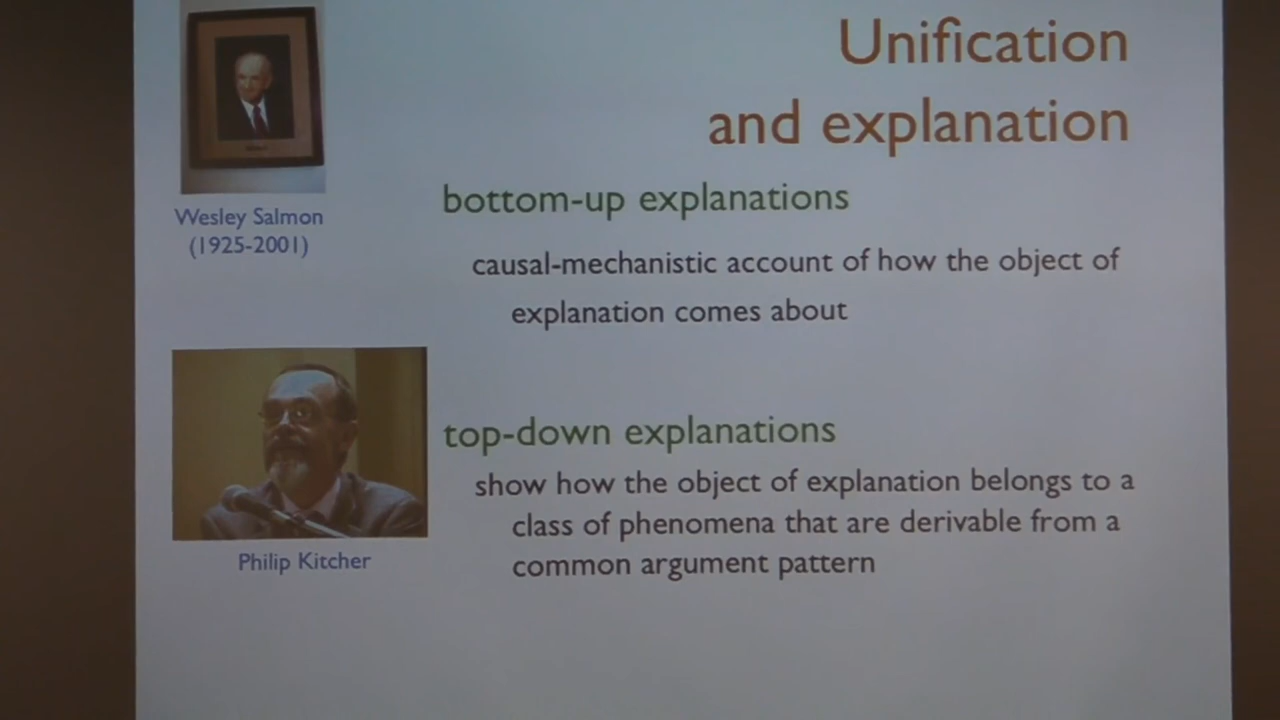 Unification
and explanation
Wesley Salmon
(1925-2001)
bottom-up explanations
causal-mechanistic account of how the object of
explanation comes about
Philip Kitcher
top-down explanations
show how the object of explanation belongs to a
class of phenomena that are derivable from a
common argument pattern